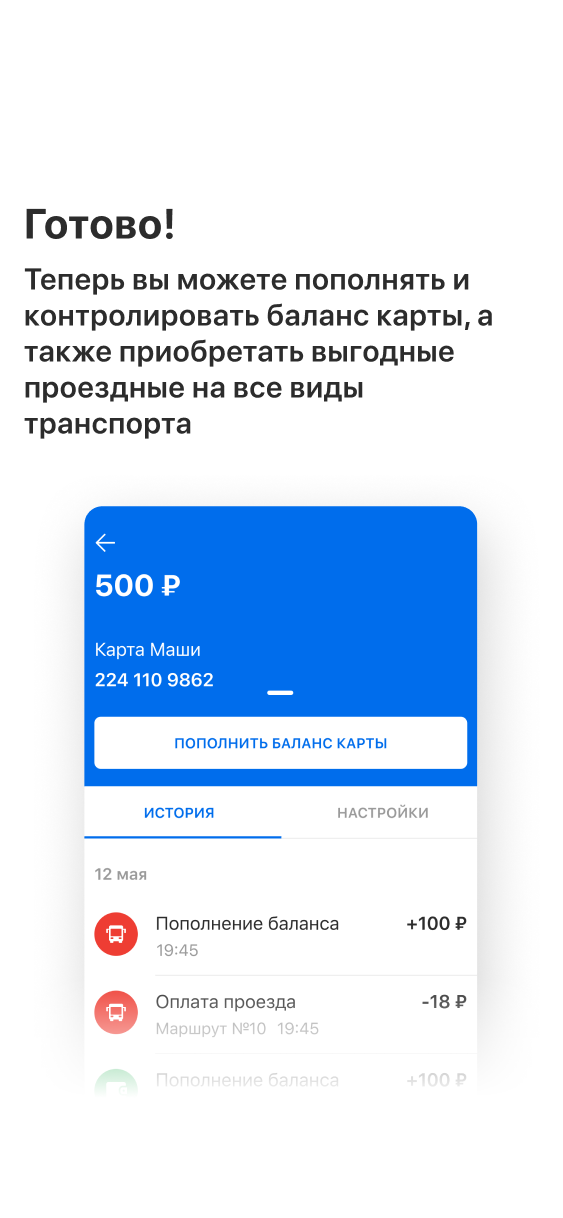 Готово!
Теперь вы можете пополнять и
контролировать баланс карты, а
также приобретать выгодные
проездные на все виды
транспорта
500 ₽
Карта Маши
224 110 9862
ПОПОЛНИТЬ БАЛАНС КАРТЫ
ИСТОРИЯ НАСТРОЙКИ
12 мая
Пополнение баланса +100 ₽
19:45
Оплата проезда -18 ₽
Маршрут №10 19:45
Пополнение баланса +100 ₽